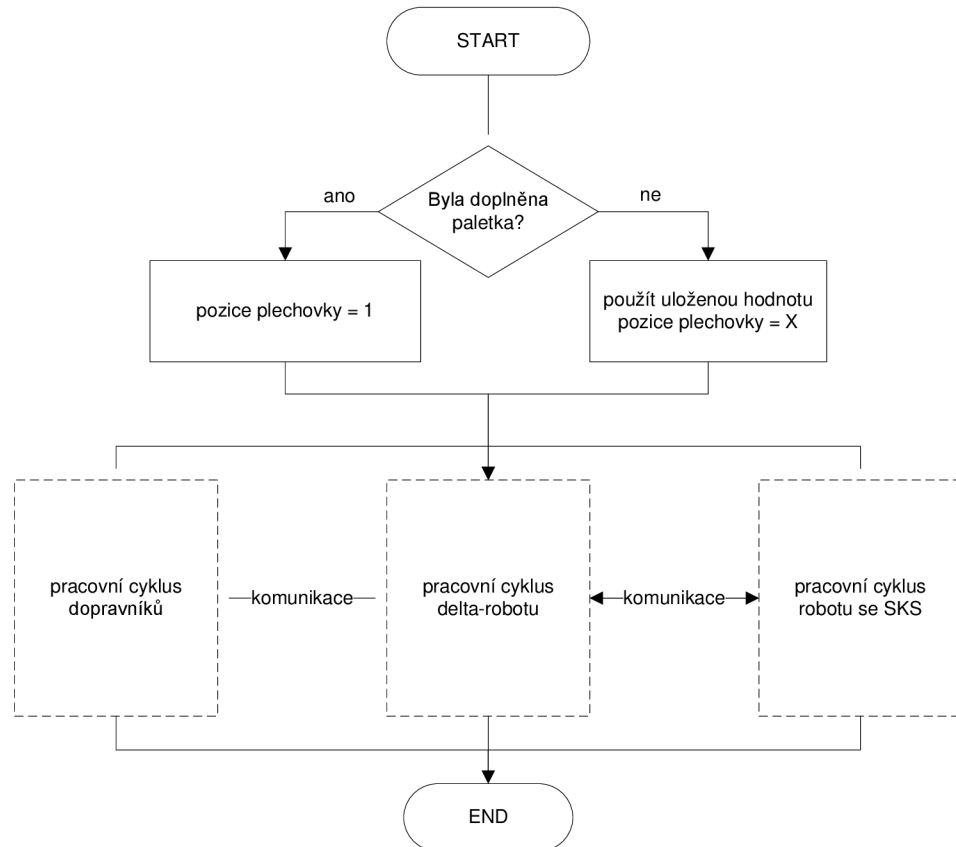 START
Byla doplněna
paletka?
ano
ne
pozice plechovky = 1
použít uloženou hodnotu
pozice plechovky = X
pracovní cyklus
dopravníků
komunikace
pracovní cyklus
delta-robotu
komunikace
pracovní cyklus
robotu se SKS
END